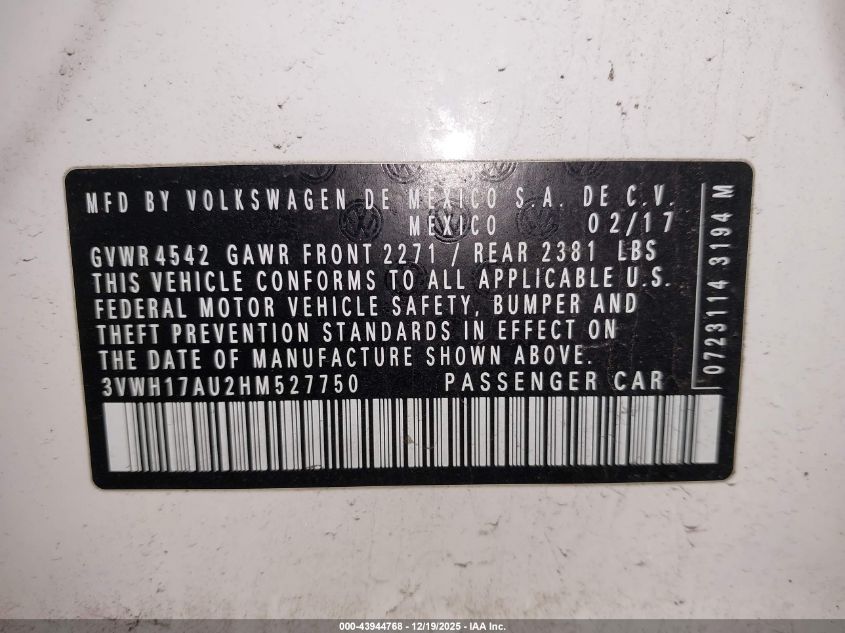 MFD BY VOLKSWAGEN DE MEXICO S.A. DE C.V.
MEXICO 02/17
GVWR 4542 GAWR FRONT 2271 / REAR 2381 LBS
THIS VEHICLE CONFORMS TO ALL APPLICABLE U.S.
FEDERAL MOTOR VEHICLE SAFETY, BUMPER AND
THEFT PREVENTION STANDARDS IN EFFECT ON
THE DATE OF MANUFACTURE SHOWN ABOVE.
3VWH17AU2HM527750 PASSENGER CAR
0723114 3194 M
000-43944768 - 12/19/2025 - IAA Inc.